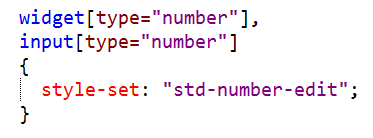 widget[type="number"],
input[type="number"]
{
style-set: "std-number-edit";
}